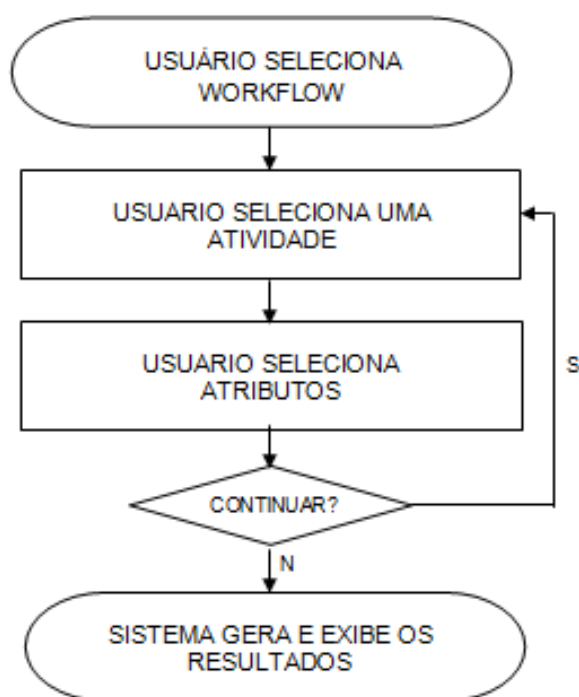 USUÁRIO SELECIONA
WORKFLOW
USUARIO SELECIONA UMA
ATIVIDADE
USUARIO SELECIONA
ATRIBUTOS
S
CONTINUAR?
N
SISTEMA GERA E EXIBE OS
RESULTADOS